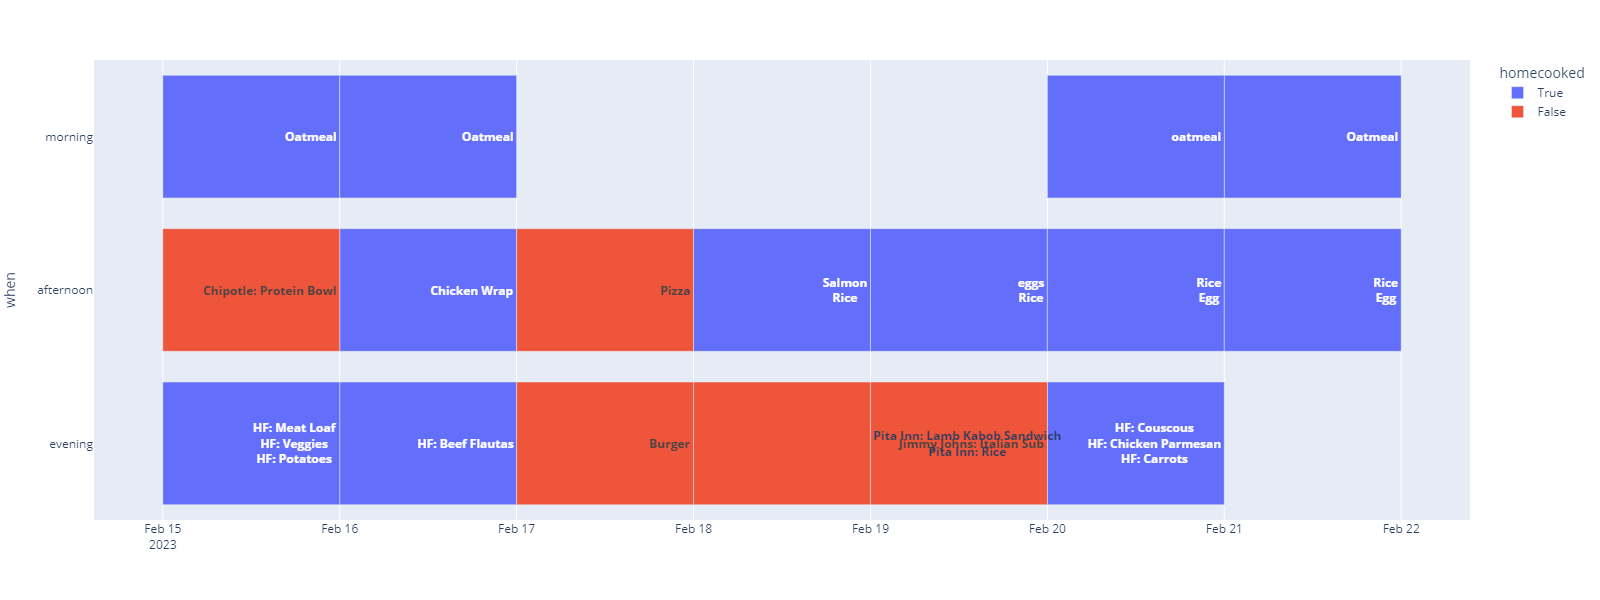 homecooked
True
False
when
morning
Oatmeal
Oatmeal
oatmeal
Oatmeal
afternoon
Chipotle: Protein Bowl
Chicken Wrap
Pizza
Salmon
Rice
eggs
Rice
Rice
Egg
Rice
Egg
evening
HF: Meat Loaf
HF: Veggies
HF: Potatoes
HF: Beef Flautas
Burger
Pita Inn: Lamb Kabob Sandwich
Jimmy Johns: Italian Sub
Pita Inn: Rice
HF: Couscous
HF: Chicken Parmesan
HF: Carrots
Feb 15
2023
Feb 16
Feb 17
Feb 18
Feb 19
Feb 20
Feb 21
Feb 22